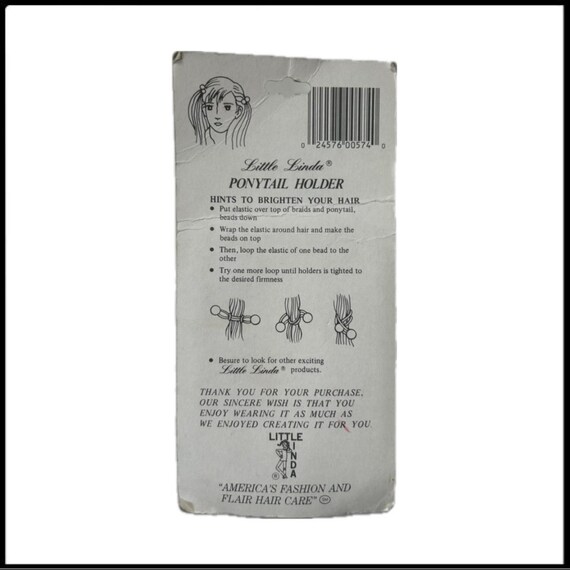 0 24576 00574 0
Little Linda®
PONYTAIL HOLDER
HINTS TO BRIGHTEN YOUR HAIR
● Put elastic over top of braids and ponytail,
beads down
● Wrap the elastic around hair and make the
beads on top
● Then, loop the elastic of one bead to the
other
● Try one more loop until holders is tighted to
the desired firmness
● Besure to look for other exciting
Little Linda® products.
THANK YOU FOR YOUR PURCHASE,
OUR SINCERE WISH IS THAT YOU
ENJOY WEARING IT AS MUCH AS
WE ENJOYED CREATING IT FOR YOU
LITTLE
LINDA
®
"AMERICA'S FASHION AND
FLAIR HAIR CARE" ℠